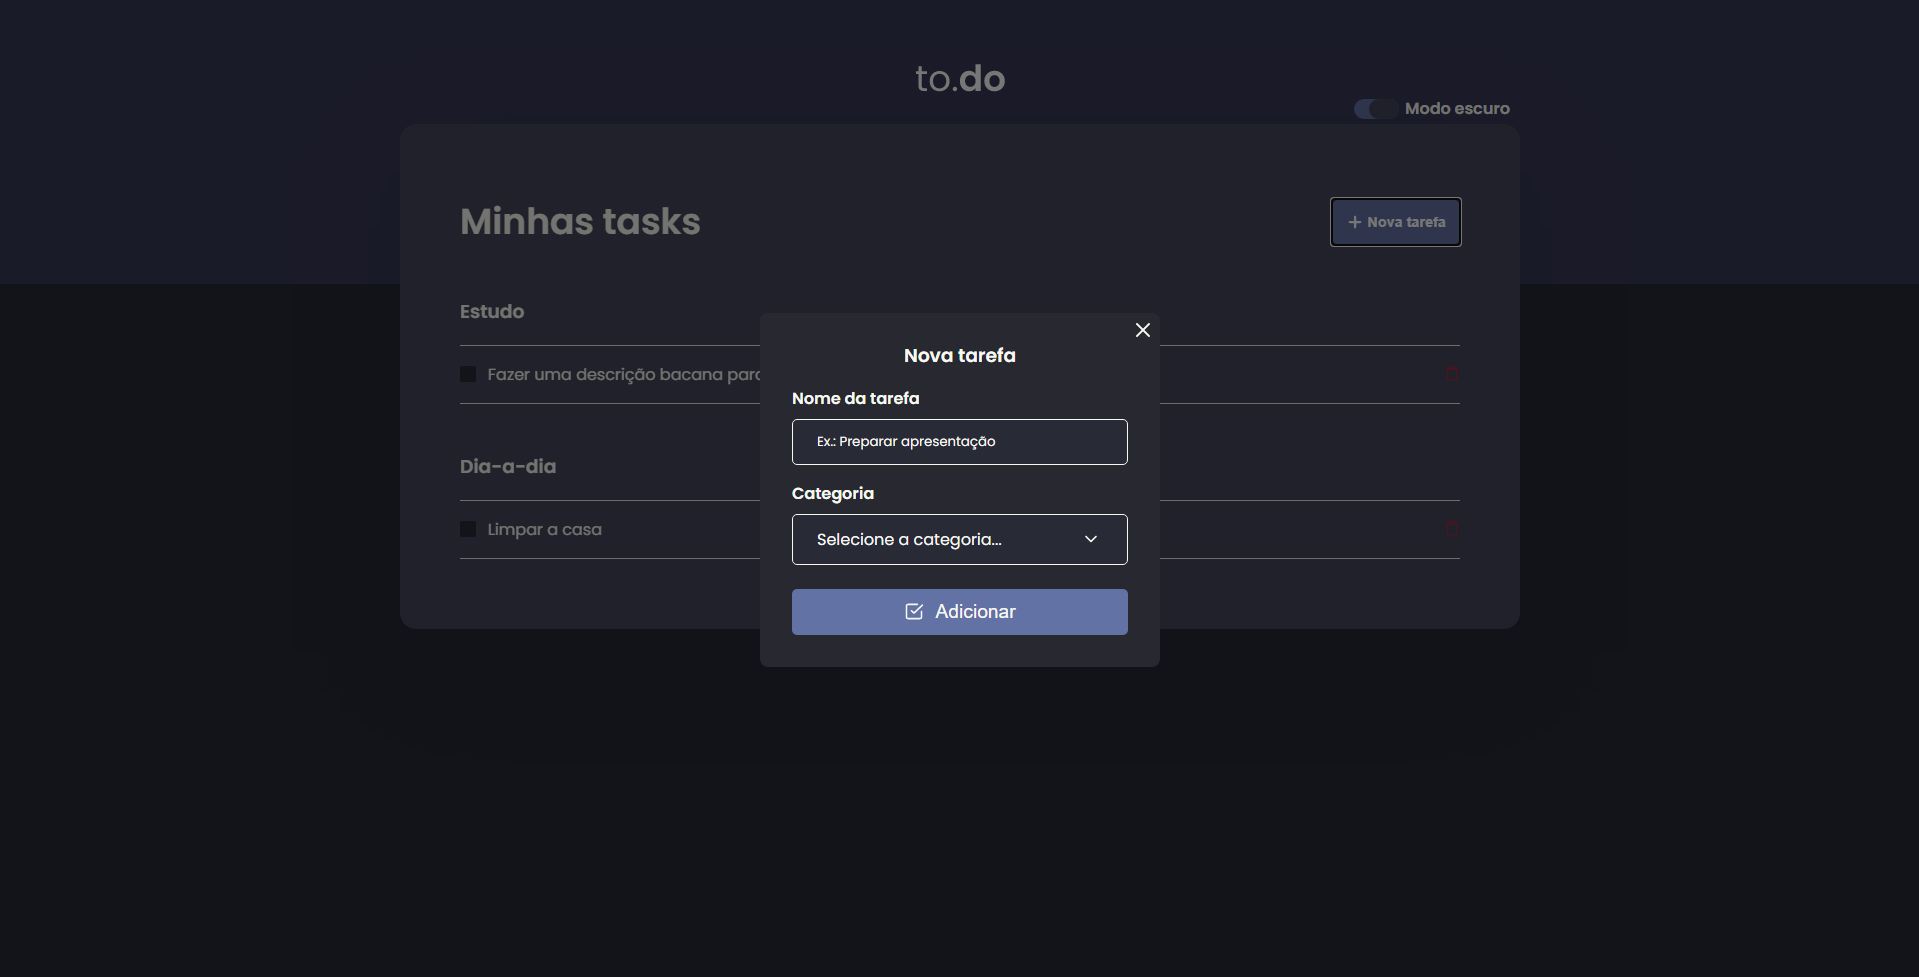 to.do
Modo escuro
Minhas tasks
Nova tarefa
Estudo
Fazer uma descrição bacana
Dia-a-dia
Limpar a casa
Nova tarefa
Nome da tarefa
Ex.: Preparar apresentação
Categoria
Selecione a categoria...
Adicionar